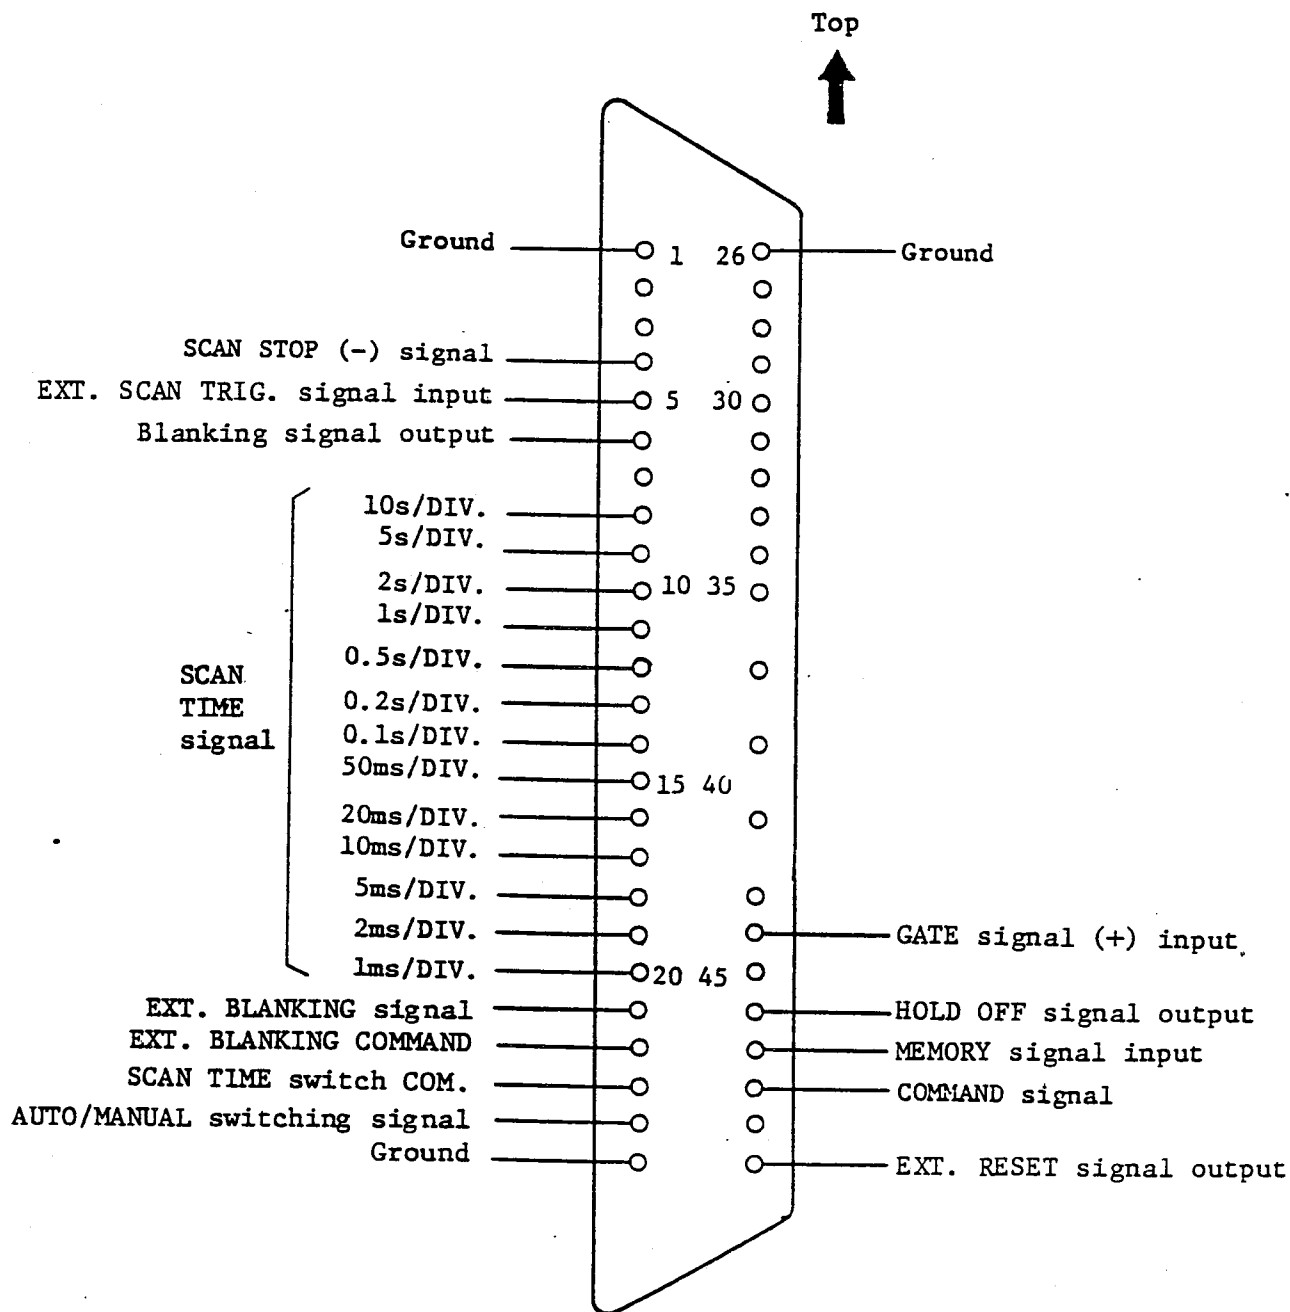 Top
Ground
1 26
Ground
SCAN STOP (-) signal
EXT. SCAN TRIG. signal input
5 30
Blanking signal output
10s/DIV.
5s/DIV.
2s/DIV.
10 35
1s/DIV.
0.5s/DIV.
SCAN
TIME
signal
0.2s/DIV.
0.1s/DIV.
50ms/DIV.
15 40
20ms/DIV.
10ms/DIV.
5ms/DIV.
2ms/DIV.
GATE signal (+) input
1ms/DIV.
20 45
EXT. BLANKING signal
HOLD OFF signal output
EXT. BLANKING COMMAND
MEMORY signal input
SCAN TIME switch COM.
COMMAND signal
AUTO/MANUAL switching signal
Ground
EXT. RESET signal output